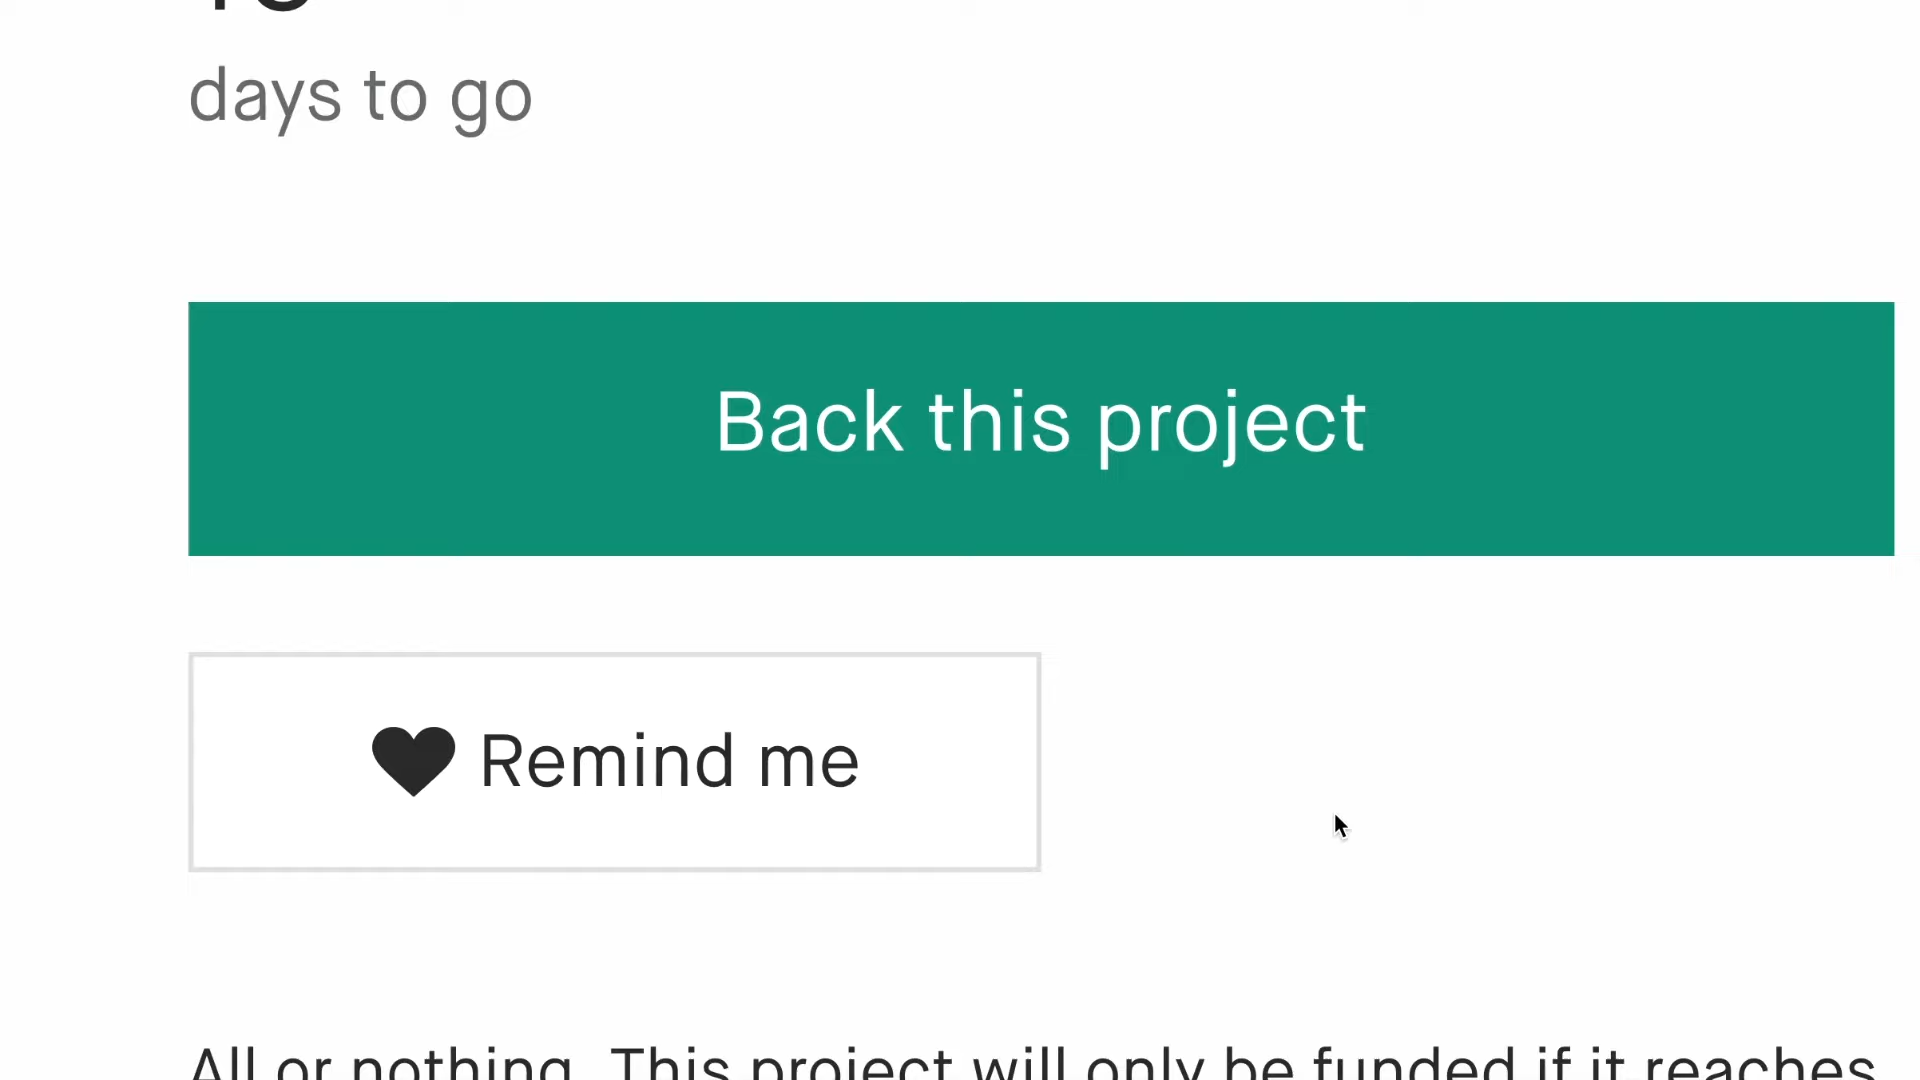 days to go
Back this project
Remind me
All or nothing. This project will only be funded if it reaches